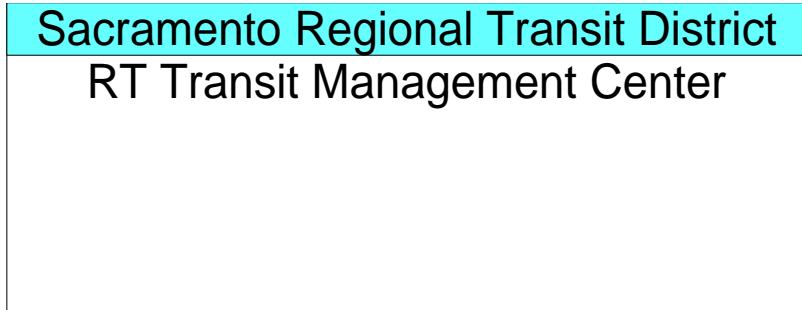 Sacramento Regional Transit District
RT Transit Management Center